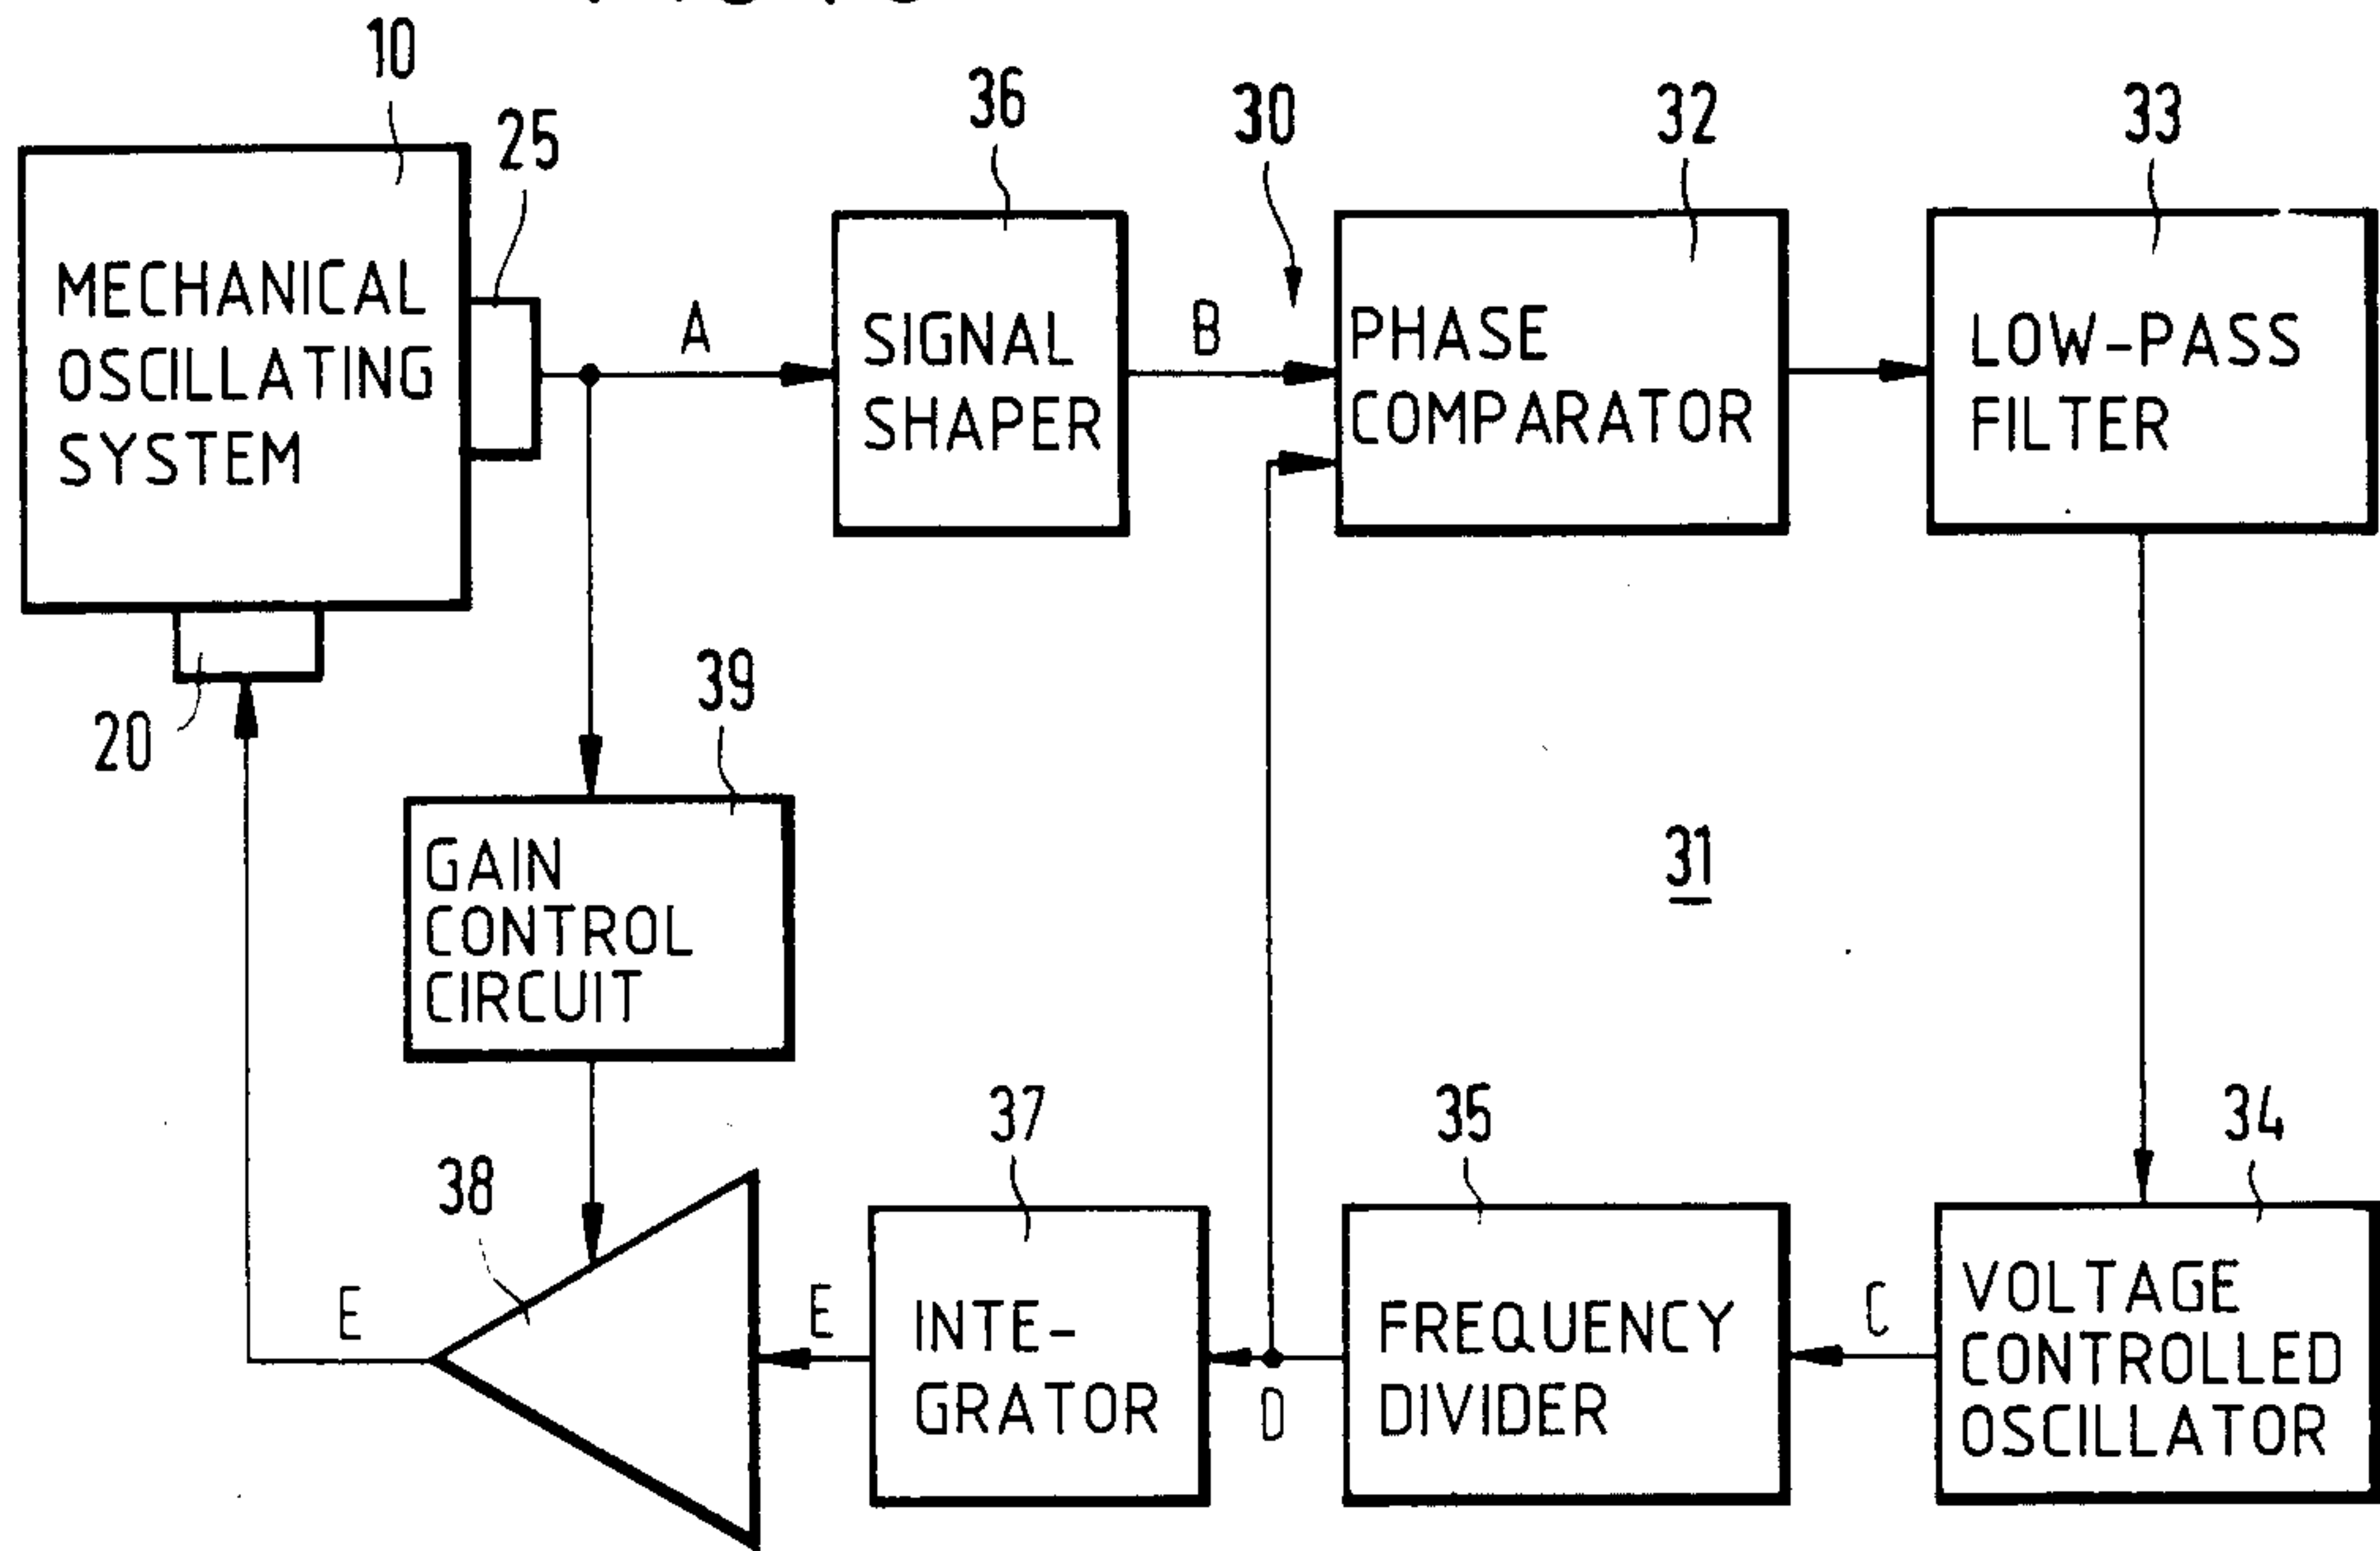 10
25
36
30
32
33
MECHANICAL
OSCILLATING
SYSTEM
A
SIGNAL
SHAPER
B
PHASE
COMPARATOR
LOW-PASS
FILTER
20
39
GAIN
CONTROL
CIRCUIT
31
38
37
35
34
E
E
INTE-
GRATOR
D
FREQUENCY
DIVIDER
C
VOLTAGE
CONTROLLED
OSCILLATOR